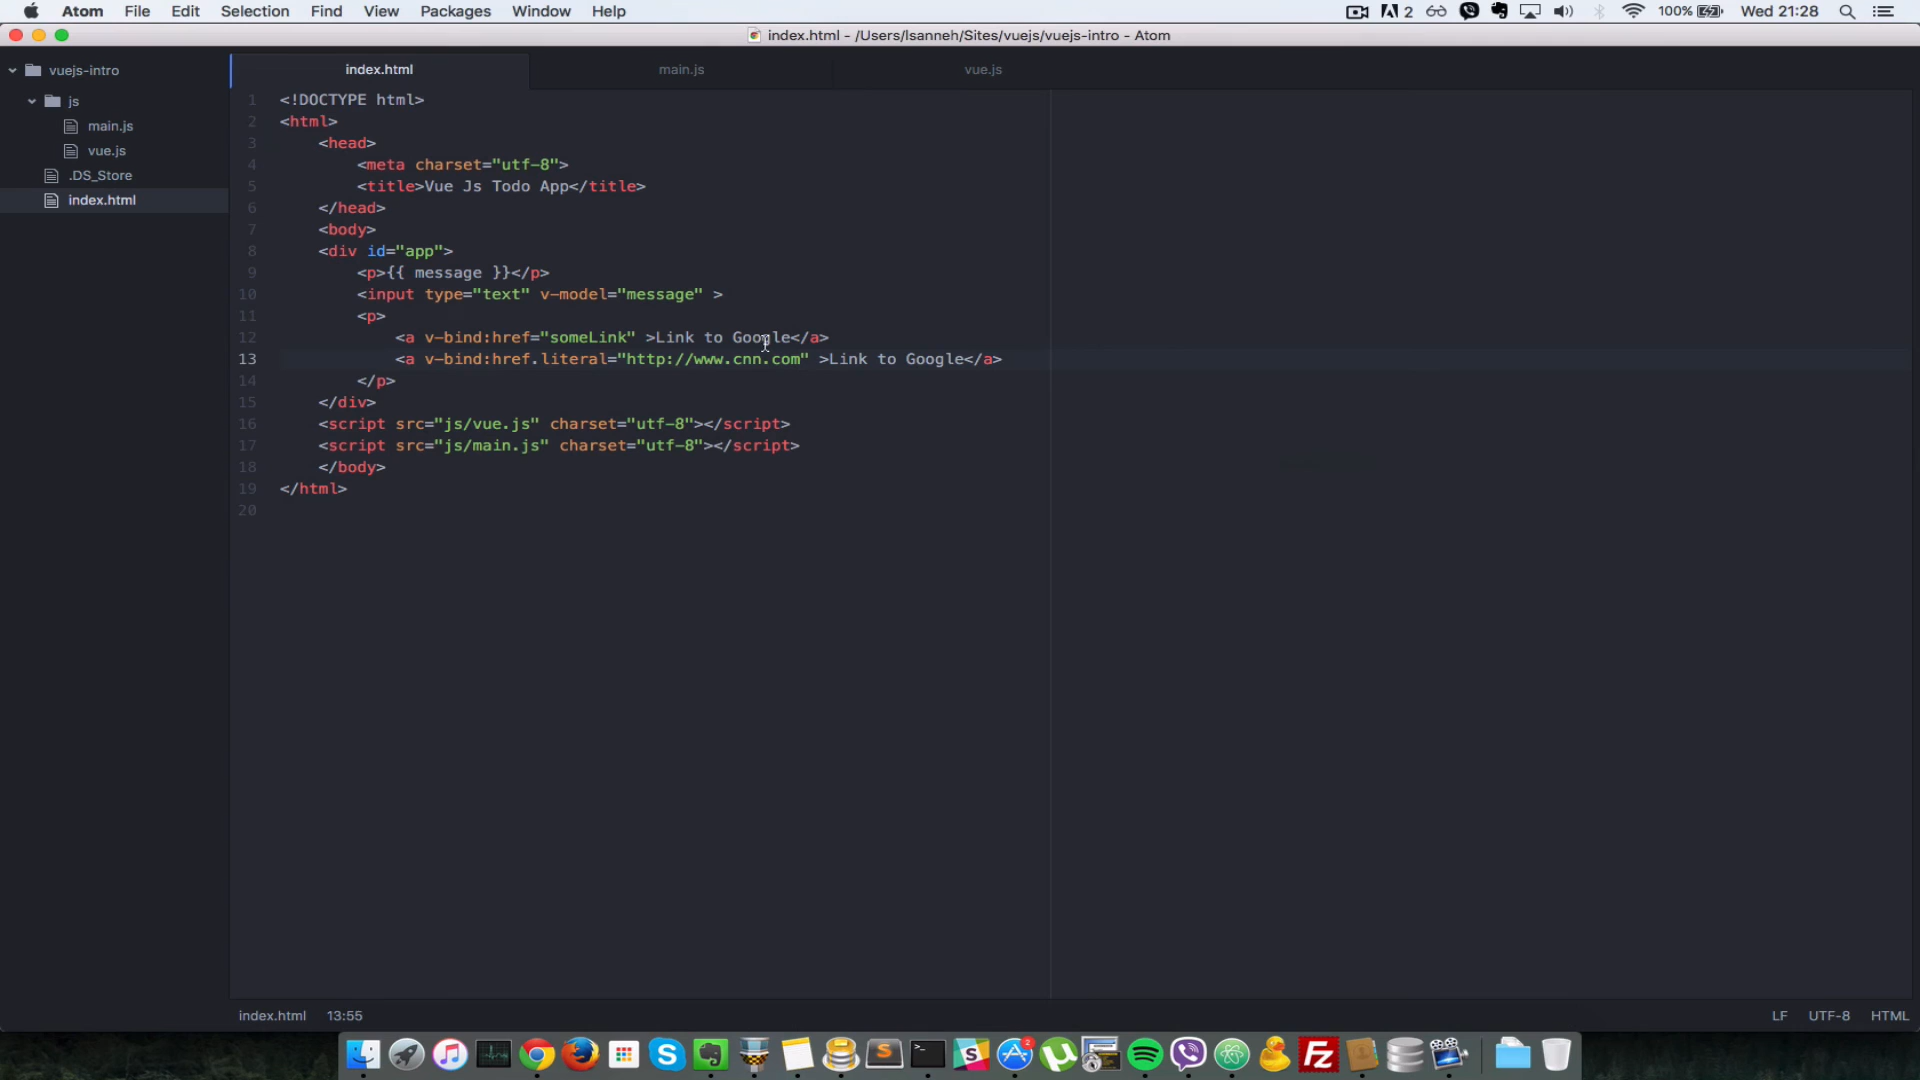 Atom File Edit Selection Find View Packages Window Help 2 100% Wed 21:28
index.html - /Users/lsanneh/Sites/vuejs/vuejs-intro - Atom
vuejs-intro
js
main.js
vue.js
.DS_Store
index.html
index.html main.js vue.js
1 <!DOCTYPE html>
2 <html>
3 <head>
4 <meta charset="utf-8">
5 <title>Vue Js Todo App</title>
6 </head>
7 <body>
8 <div id="app">
9 <p>{{ message }}</p>
10 <input type="text" v-model="message" >
11 <p>
12 <a v-bind:href="someLink" >Link to Google</a>
13 <a v-bind:href.literal="http://www.cnn.com" >Link to Google</a>
14 </p>
15 </div>
16 <script src="js/vue.js" charset="utf-8"></script>
17 <script src="js/main.js" charset="utf-8"></script>
18 </body>
19 </html>
20
index.html 13:55 LF UTF-8 HTML
2